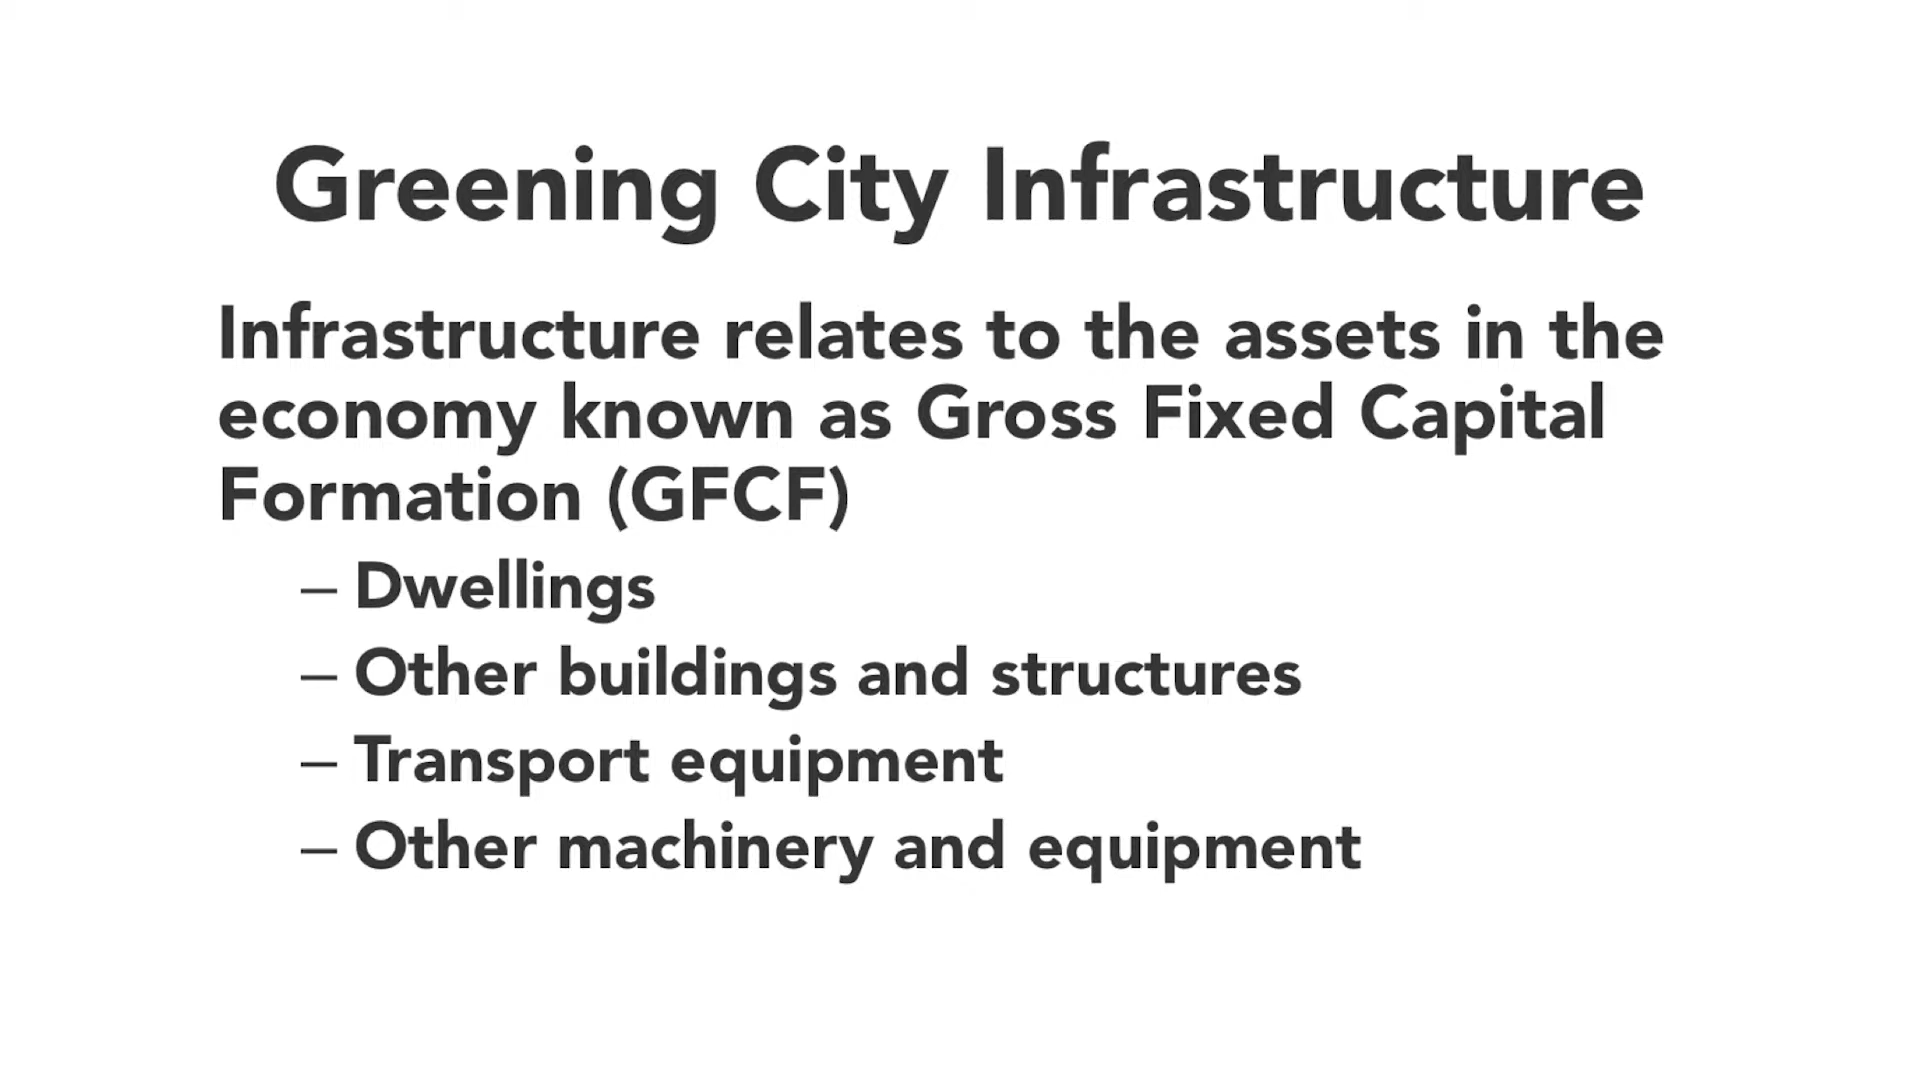 Greening City Infrastructure
Infrastructure relates to the assets in the
economy known as Gross Fixed Capital
Formation (GFCF)
– Dwellings
– Other buildings and structures
– Transport equipment
– Other machinery and equipment